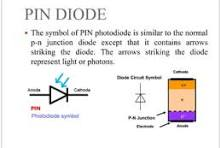 PIN DIODE
• The symbol of PIN photodiode is similar to the normal
p-n junction diode except that it contains arrows
striking the diode. The arrows striking the diode
represent light or photons.
Cathode
Diode Circuit Symbol
Anode
Cathode
PIN
Photodiode symbol
P-N Junction
Electrode
Anode